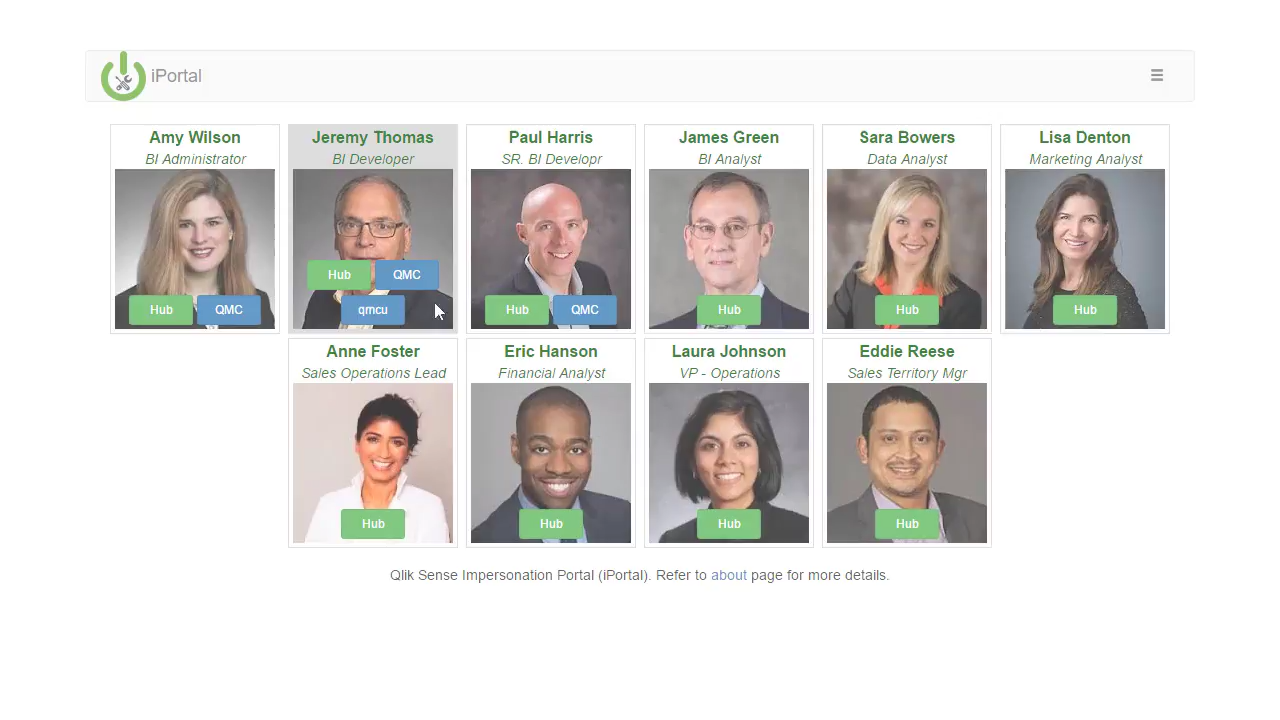 iPortal
Amy Wilson
BI Administrator
Hub QMC
Jeremy Thomas
BI Developer
Hub QMC
qmcu
Paul Harris
SR. BI Developr
Hub QMC
James Green
BI Analyst
Hub
Sara Bowers
Data Analyst
Hub
Lisa Denton
Marketing Analyst
Hub
Anne Foster
Sales Operations Lead
Hub
Eric Hanson
Financial Analyst
Hub
Laura Johnson
VP - Operations
Hub
Eddie Reese
Sales Territory Mgr
Hub
Qlik Sense Impersonation Portal (iPortal). Refer to about page for more details.